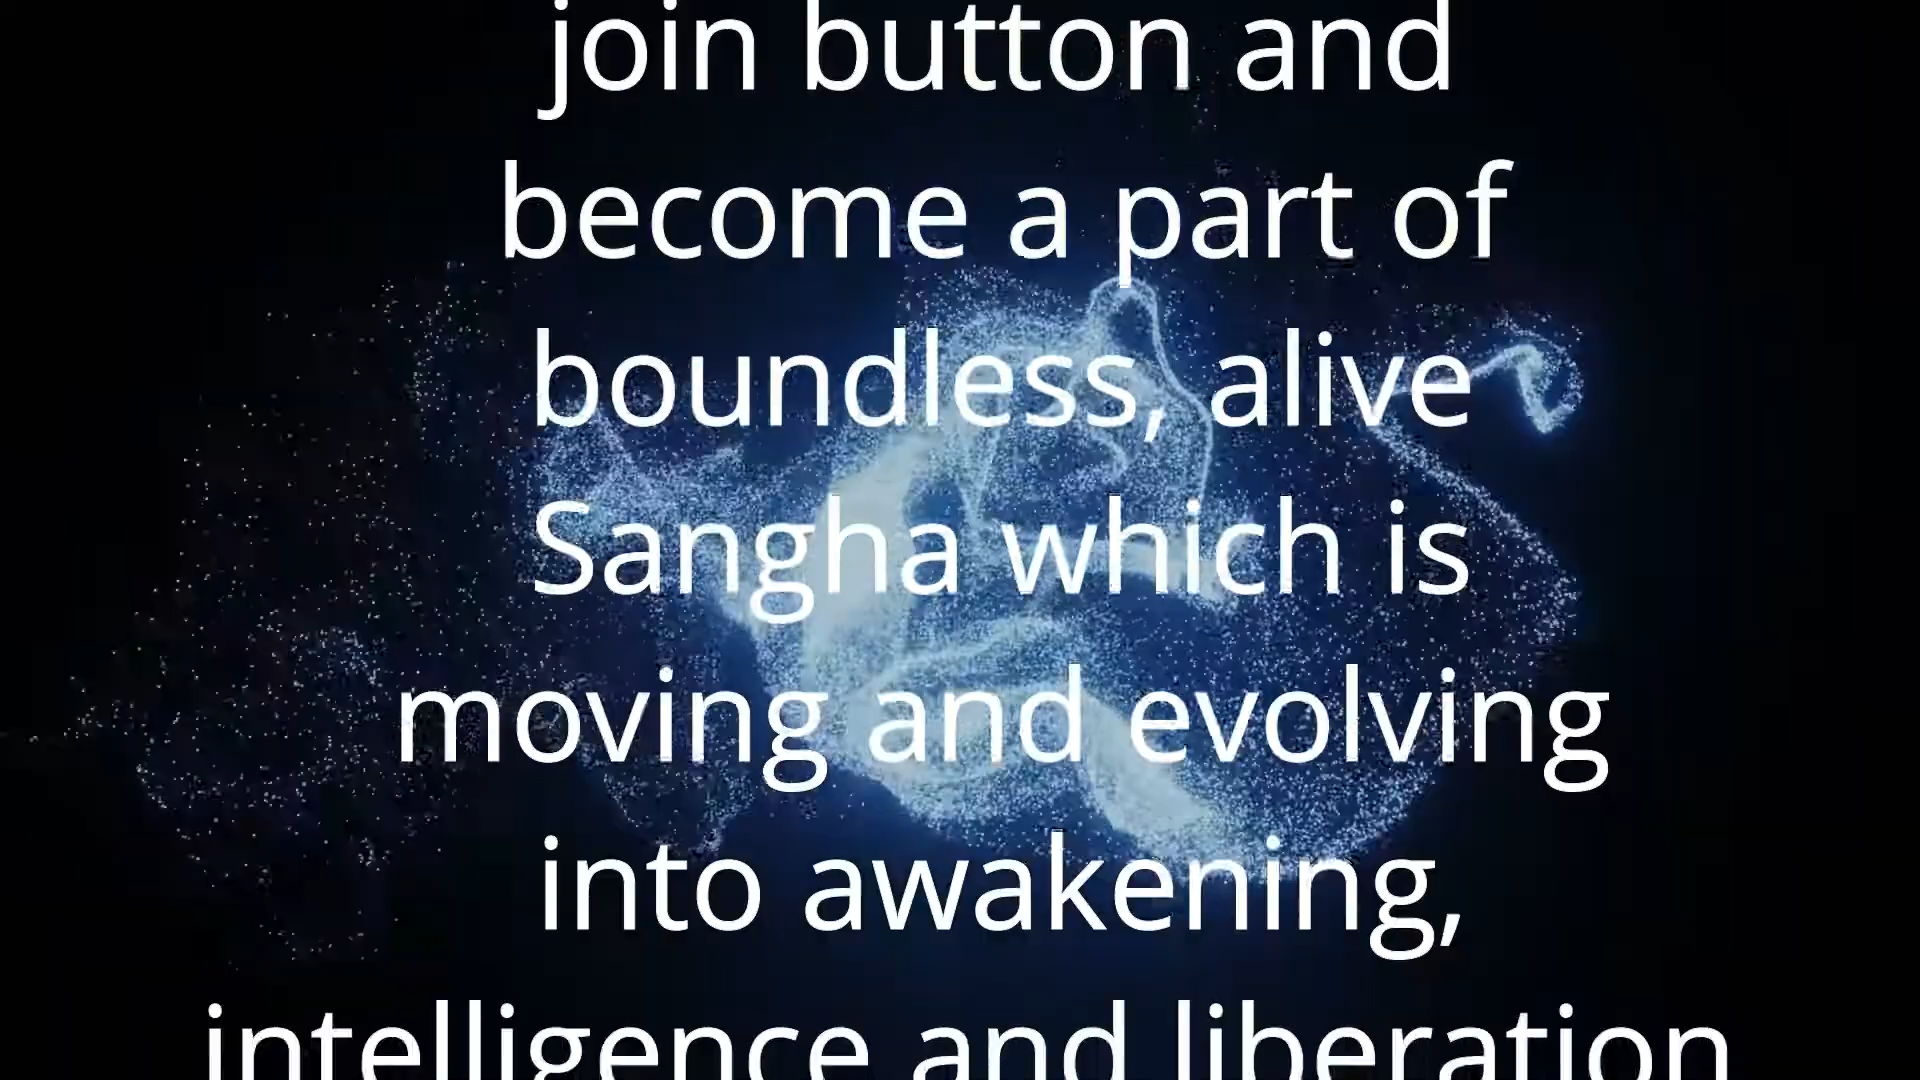 join button and
become a part of
boundless, alive
Sangha which is
moving and evolving
into awakening,
intelligence and liberation